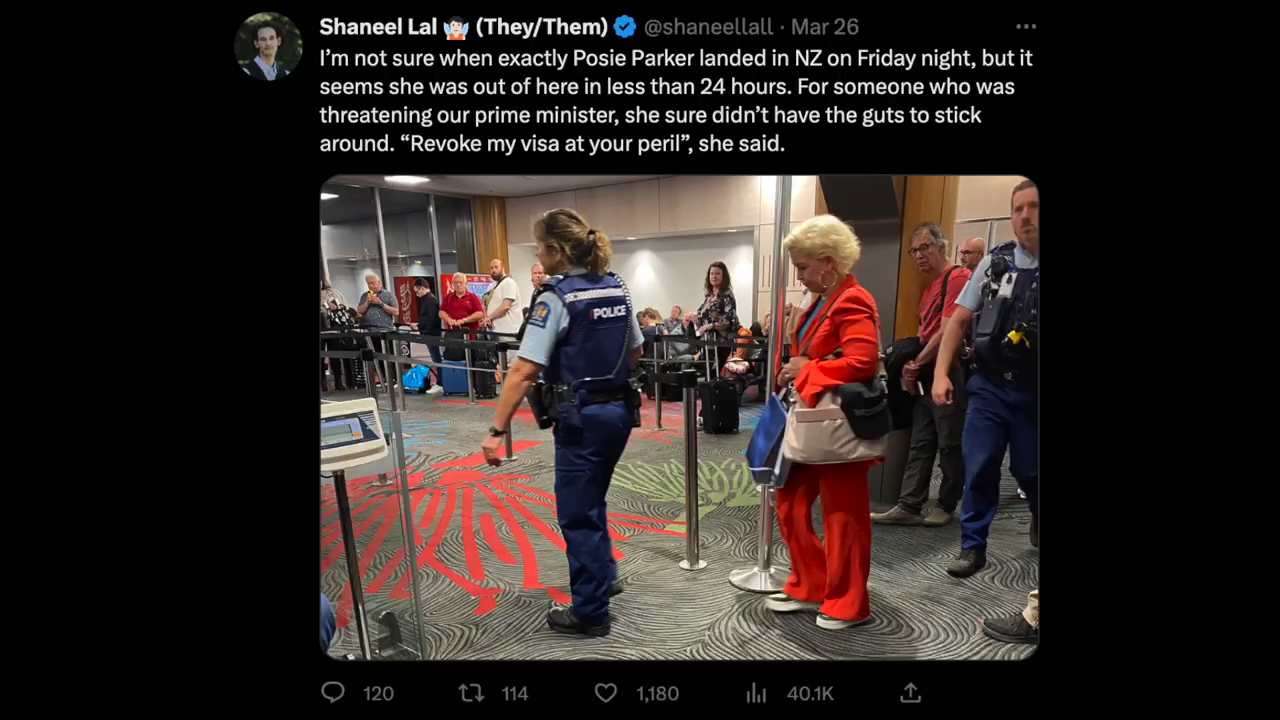 Shaneel Lal 🤷🏻 (They/Them) @shaneellall · Mar 26
I’m not sure when exactly Posie Parker landed in NZ on Friday night, but it
seems she was out of here in less than 24 hours. For someone who was
threatening our prime minister, she sure didn’t have the guts to stick
around. “Revoke my visa at your peril”, she said.
POLICE
120 114 1,180 40.1K